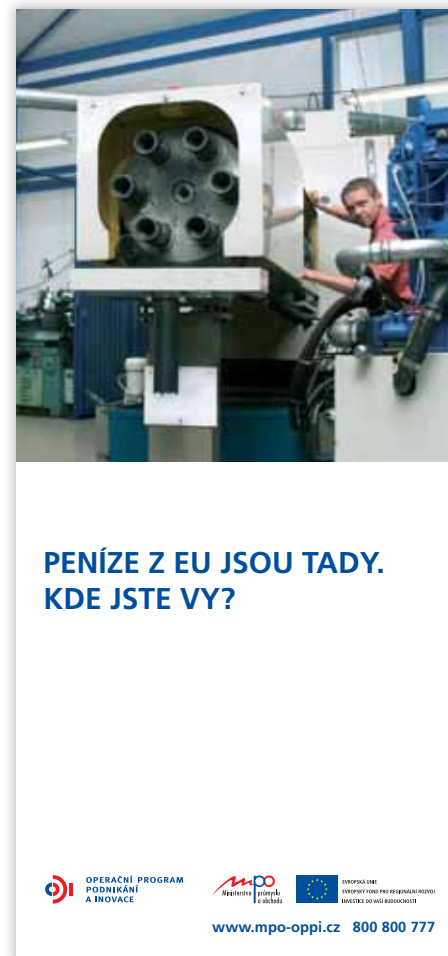 PENÍZE Z EU JSOU TADY.
KDE JSTE VY?
OPERAČNÍ PROGRAM
PODNIKÁNÍ
A INOVACE
mpo
Ministerstvo průmyslu
a obchodu
EVROPSKÁ UNIE
EVROPSKÝ FOND PRO REGIONÁLNÍ ROZVOJ
INVESTICE DO VAŠÍ BUDOUCNOSTI
www.mpo-oppi.cz 800 800 777